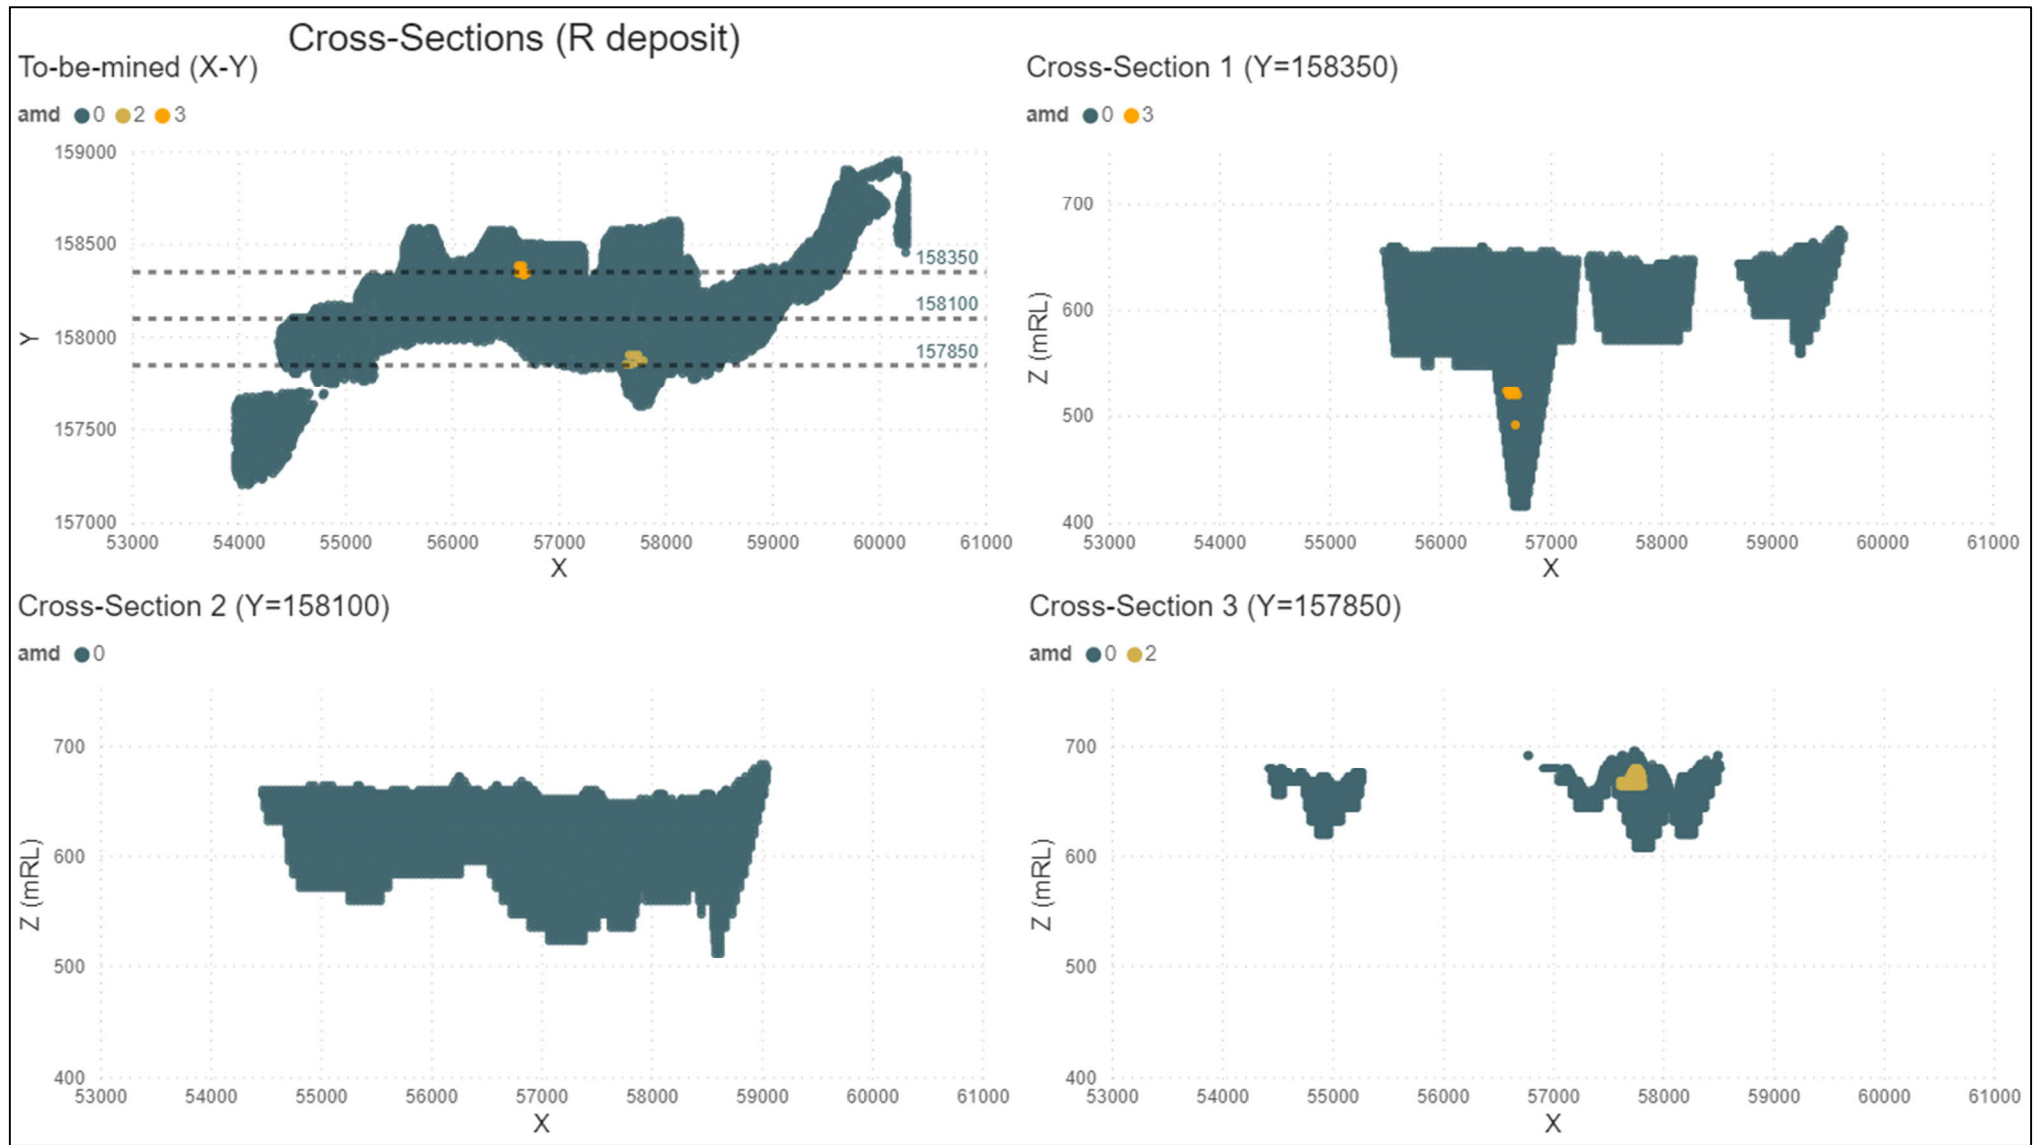 Cross-Sections (R deposit)
To-be-mined (X-Y)
amd 0 2 3
159000
158500
158000
157500
157000
Y
158350
158100
157850
53000 54000 55000 56000 57000 58000 59000 60000 61000
X
Cross-Section 1 (Y=158350)
amd 0 3
700
600
500
400
Z (mRL)
53000 54000 55000 56000 57000 58000 59000 60000 61000
X
Cross-Section 2 (Y=158100)
amd 0
700
600
500
400
Z (mRL)
53000 54000 55000 56000 57000 58000 59000 60000 61000
X
Cross-Section 3 (Y=157850)
amd 0 2
700
600
500
400
Z (mRL)
53000 54000 55000 56000 57000 58000 59000 60000 61000
X